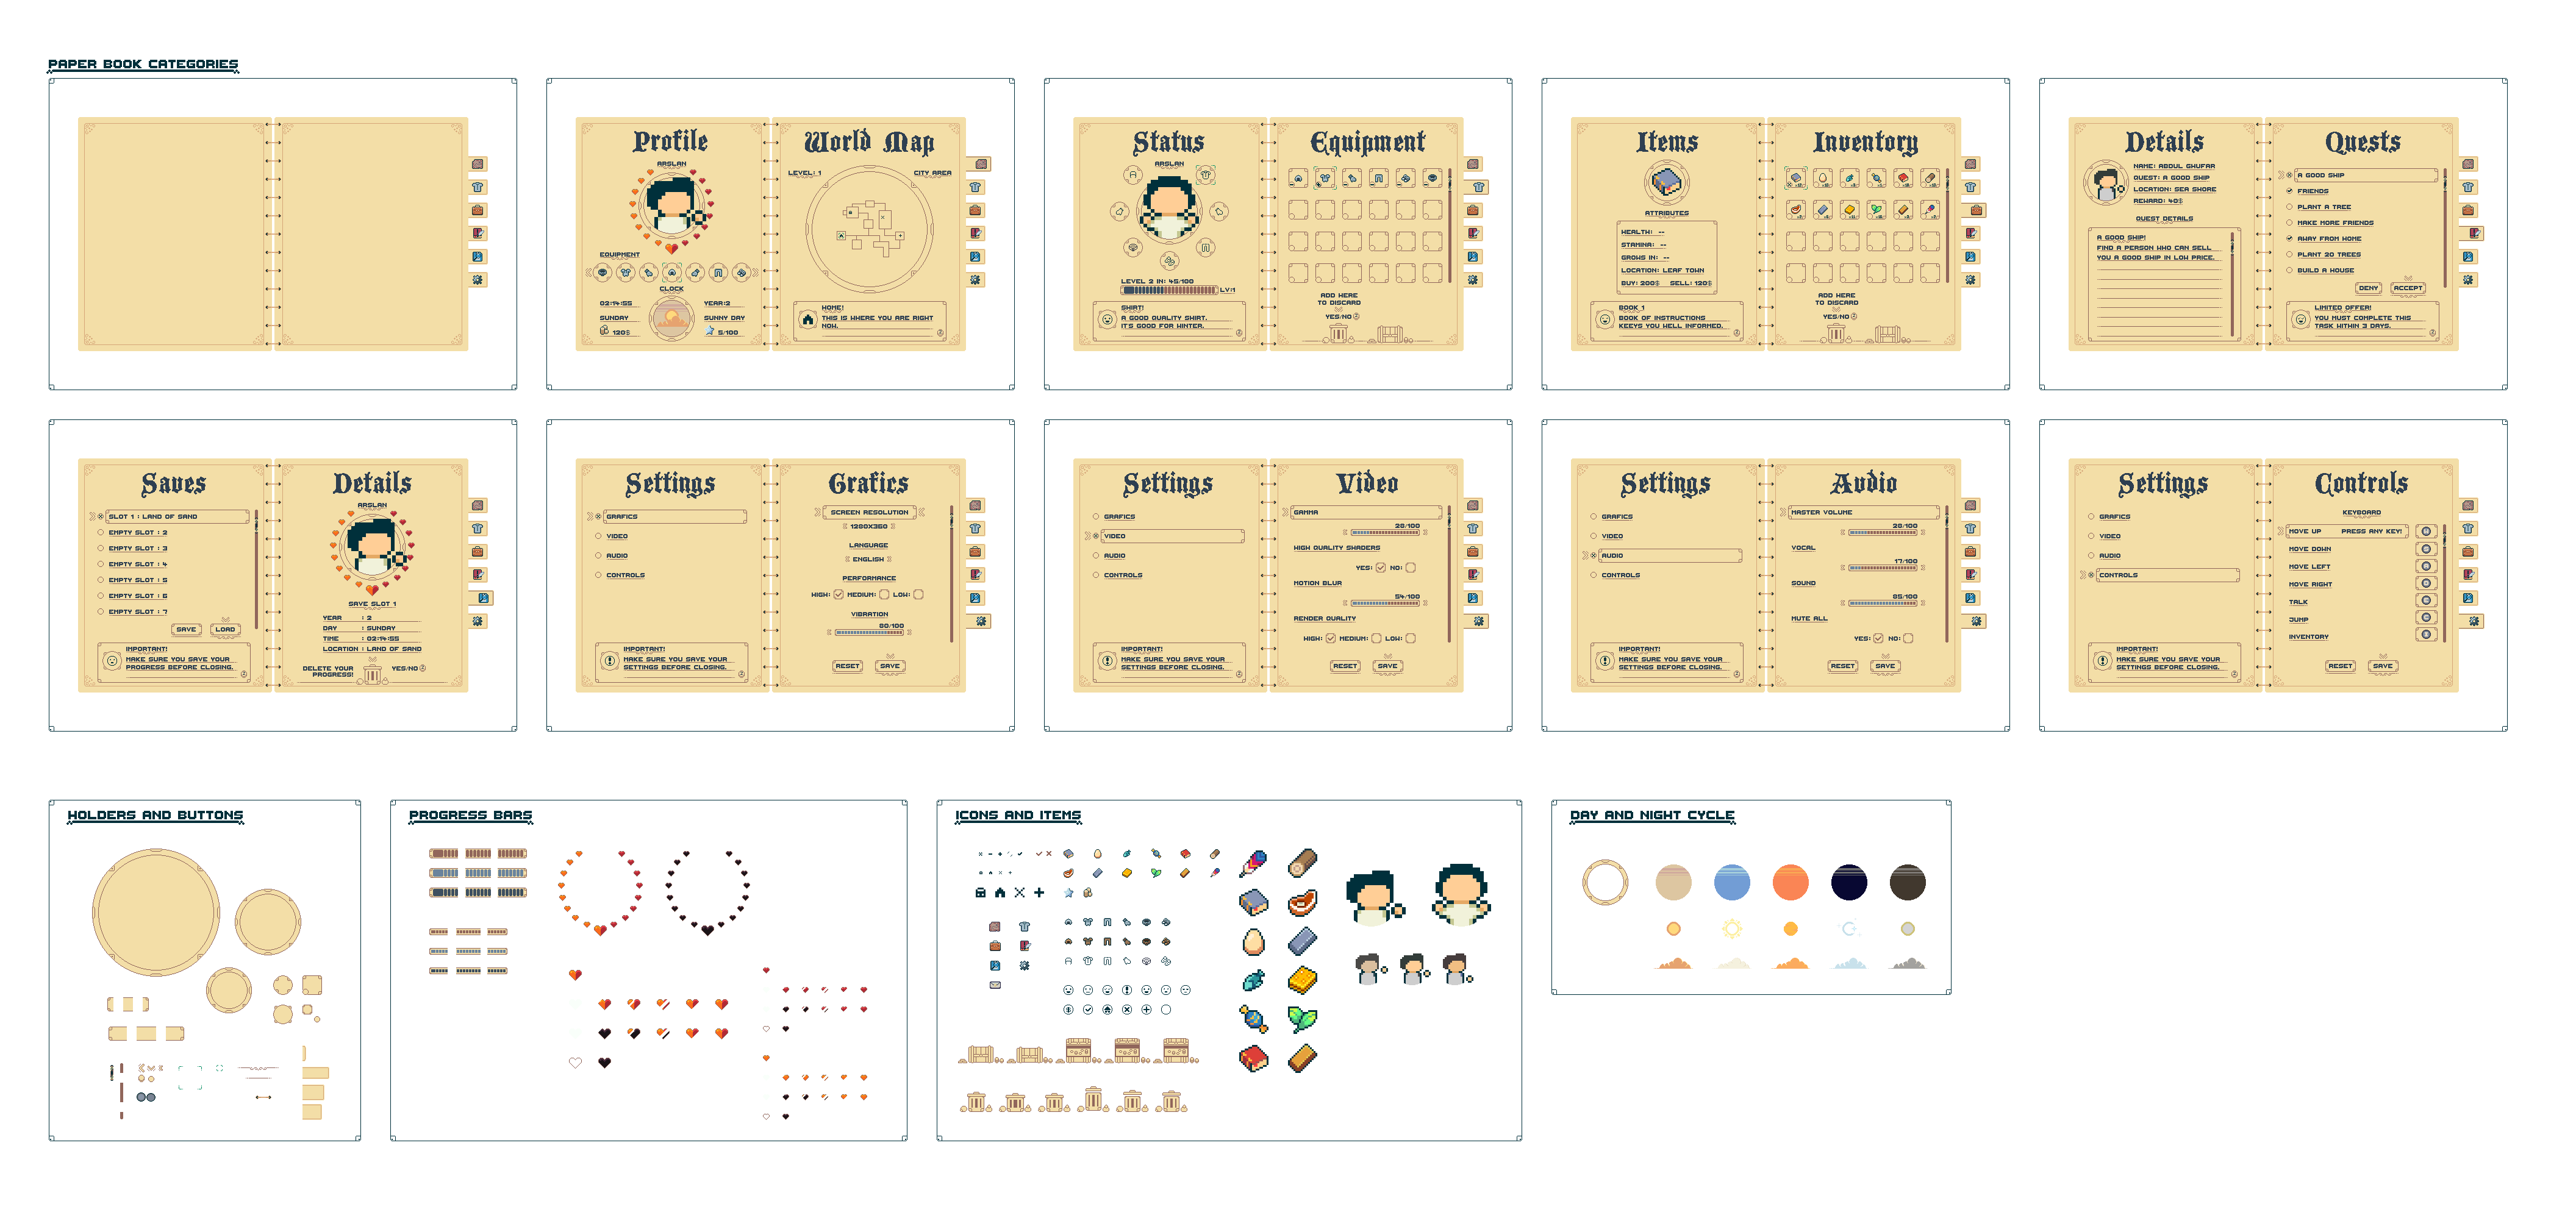 PAPER BOOK CATEGORIES
Profile
ARSLAN
EQUIPMENT
CLOCK
02:14:55
YEAR:2
SUNDAY
SUNNY DAY
120$
5/100
World Map
LEVEL: 1
CITY AREA
HOME!
THIS IS WHERE YOU ARE RIGHT
NOW.
Status
ARSLAN
LEVEL 2 IN: 45/100
LV:1
SHIRT!
A GOOD QUALITY SHIRT.
IT'S GOOD FOR WINTER.
Equipment
ADD HERE
TO DISCARD
YES/NO
Items
ATTRIBUTES
HEALTH: --
STAMINA: --
GROWS IN: --
LOCATION: LEAF TOWN
BUY: 200$ SELL: 120$
BOOK 1
BOOK OF INSTRUCTIONS
KEEYS YOU WELL INFORMED.
Inventory
ADD HERE
TO DISCARD
YES/NO
Details
NAME: ABDUL GHUFAR
QUEST: A GOOD SHIP
LOCATION: SEA SHORE
REWARD: 40$
QUEST DETAILS
A GOOD SHIP!
FIND A PERSON WHO CAN SELL
YOU A GOOD SHIP IN LOW PRICE.
Quests
A GOOD SHIP
FRIENDS
PLANT A TREE
MAKE MORE FRIENDS
AWAY FROM HOME
PLANT 20 TREES
BUILD A HOUSE
DENY
ACCEPT
LIMITED OFFER!
YOU MUST COMPLETE THIS
TASK WITHIN 3 DAYS.
Saves
SLOT 1 : LAND OF SAND
EMPTY SLOT : 2
EMPTY SLOT : 3
EMPTY SLOT : 4
EMPTY SLOT : 5
EMPTY SLOT : 6
EMPTY SLOT : 7
SAVE
LOAD
IMPORTANT!
MAKE SURE YOU SAVE YOUR
PROGRESS BEFORE CLOSING.
Details
ARSLAN
SAVE SLOT 1
YEAR : 2
DAY : SUNDAY
TIME : 02:14:55
LOCATION : LAND OF SAND
DELETE YOUR
PROGRESS!
YES/NO
Settings
GRAFICS
VIDEO
AUDIO
CONTROLS
IMPORTANT!
MAKE SURE YOU SAVE YOUR
SETTINGS BEFORE CLOSING.
Grafics
SCREEN RESOLUTION
1280X360
LANGUAGE
ENGLISH
PERFORMANCE
HIGH: MEDIUM: LOW:
VIBRATION
80/100
RESET
SAVE
Settings
GRAFICS
VIDEO
AUDIO
CONTROLS
IMPORTANT!
MAKE SURE YOU SAVE YOUR
SETTINGS BEFORE CLOSING.
Video
GAMMA
28/100
HIGH QUALITY SHADERS
YES: NO:
MOTION BLUR
54/100
RENDER QUALITY
HIGH: MEDIUM: LOW:
RESET
SAVE
Settings
GRAFICS
VIDEO
AUDIO
CONTROLS
IMPORTANT!
MAKE SURE YOU SAVE YOUR
SETTINGS BEFORE CLOSING.
Audio
MASTER VOLUME
28/100
VOCAL
17/100
SOUND
85/100
MUTE ALL
YES: NO:
RESET
SAVE
Settings
GRAFICS
VIDEO
AUDIO
CONTROLS
IMPORTANT!
MAKE SURE YOU SAVE YOUR
SETTINGS BEFORE CLOSING.
Controls
KEYBOARD
MOVE UP PRESS ANY KEY!
MOVE DOWN
MOVE LEFT
MOVE RIGHT
TALK
JUMP
INVENTORY
RESET
SAVE
HOLDERS AND BUTTONS
PROGRESS BARS
ICONS AND ITEMS
DAY AND NIGHT CYCLE